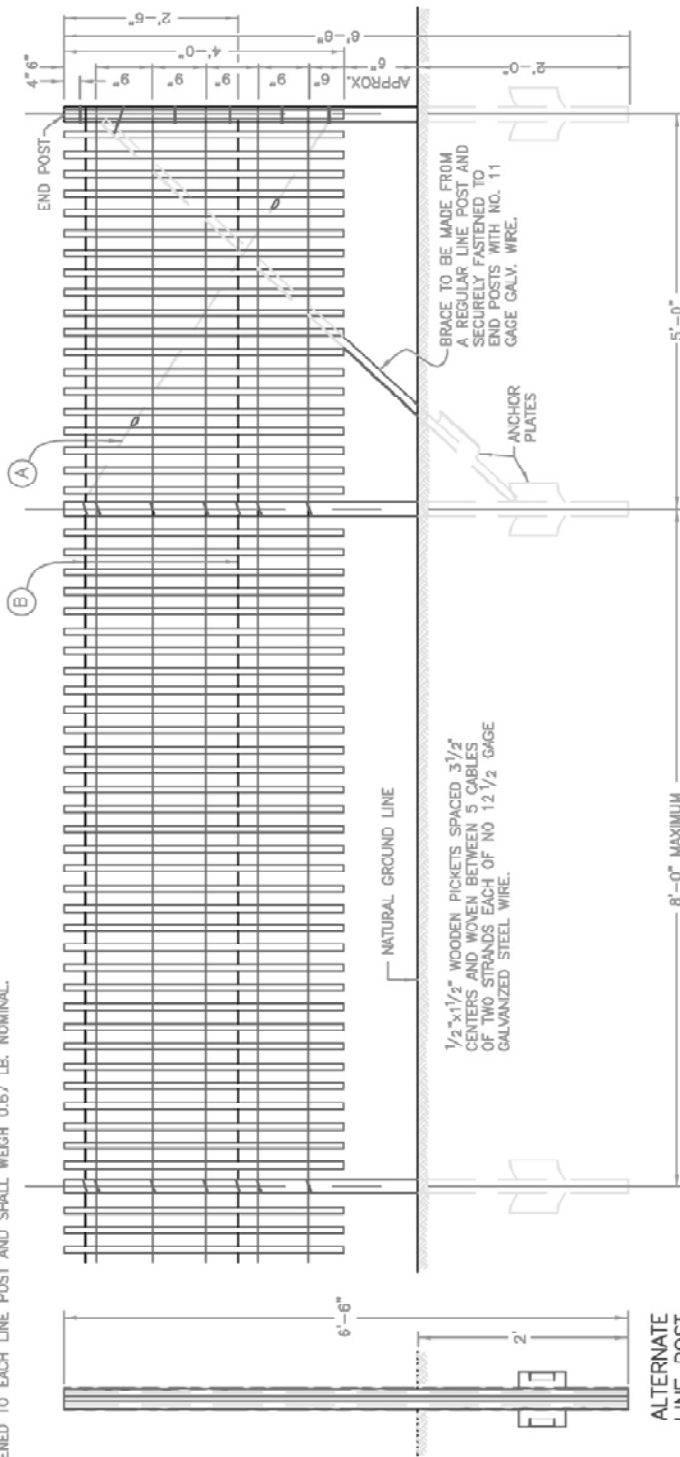 ENED TO EACH LINE POST AND SHALL WEIGH 0.67 LB. NOMINAL.
END POST
4"
6"
9"
9"
9"
9"
6"
APPROX.
6"
2'-0"
4'-0"
6'-6"
2'-6"
A
B
BRACE TO BE MADE FROM
A REGULAR LINE POST AND
SECURELY FASTENED TO
END POSTS WITH NO. 11
GAGE GALV. WIRE.
ANCHOR
PLATES
5'-0"
NATURAL GROUND LINE
1/2"x1 1/2" WOODEN PICKETS SPACED 3 1/2"
CENTERS AND WOVEN BETWEEN 5 CABLES
OF TWO STRANDS EACH OF NO 12 1/2 GAGE
GALVANIZED STEEL WIRE.
8'-0" MAXIMUM
6'-6"
2'
ALTERNATE
LINE POST